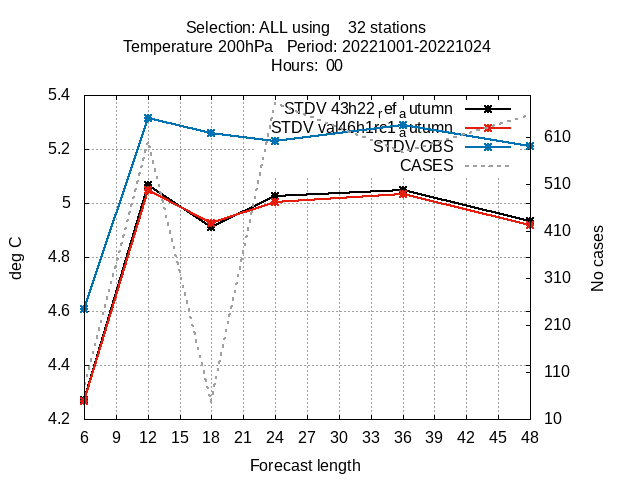 Selection: ALL using 32 stations
Temperature 200hPa Period: 20221001-20221024
Hours: 00
STDV 43h22ref_autumn
STDV val46h1rc1autumn
STDV OBS
CASES
5.4
5.2
5
4.8
4.6
4.4
4.2
deg C
610
510
410
310
210
110
10
No cases
6 9 12 15 18 21 24 27 30 33 36 39 42 45 48
Forecast length